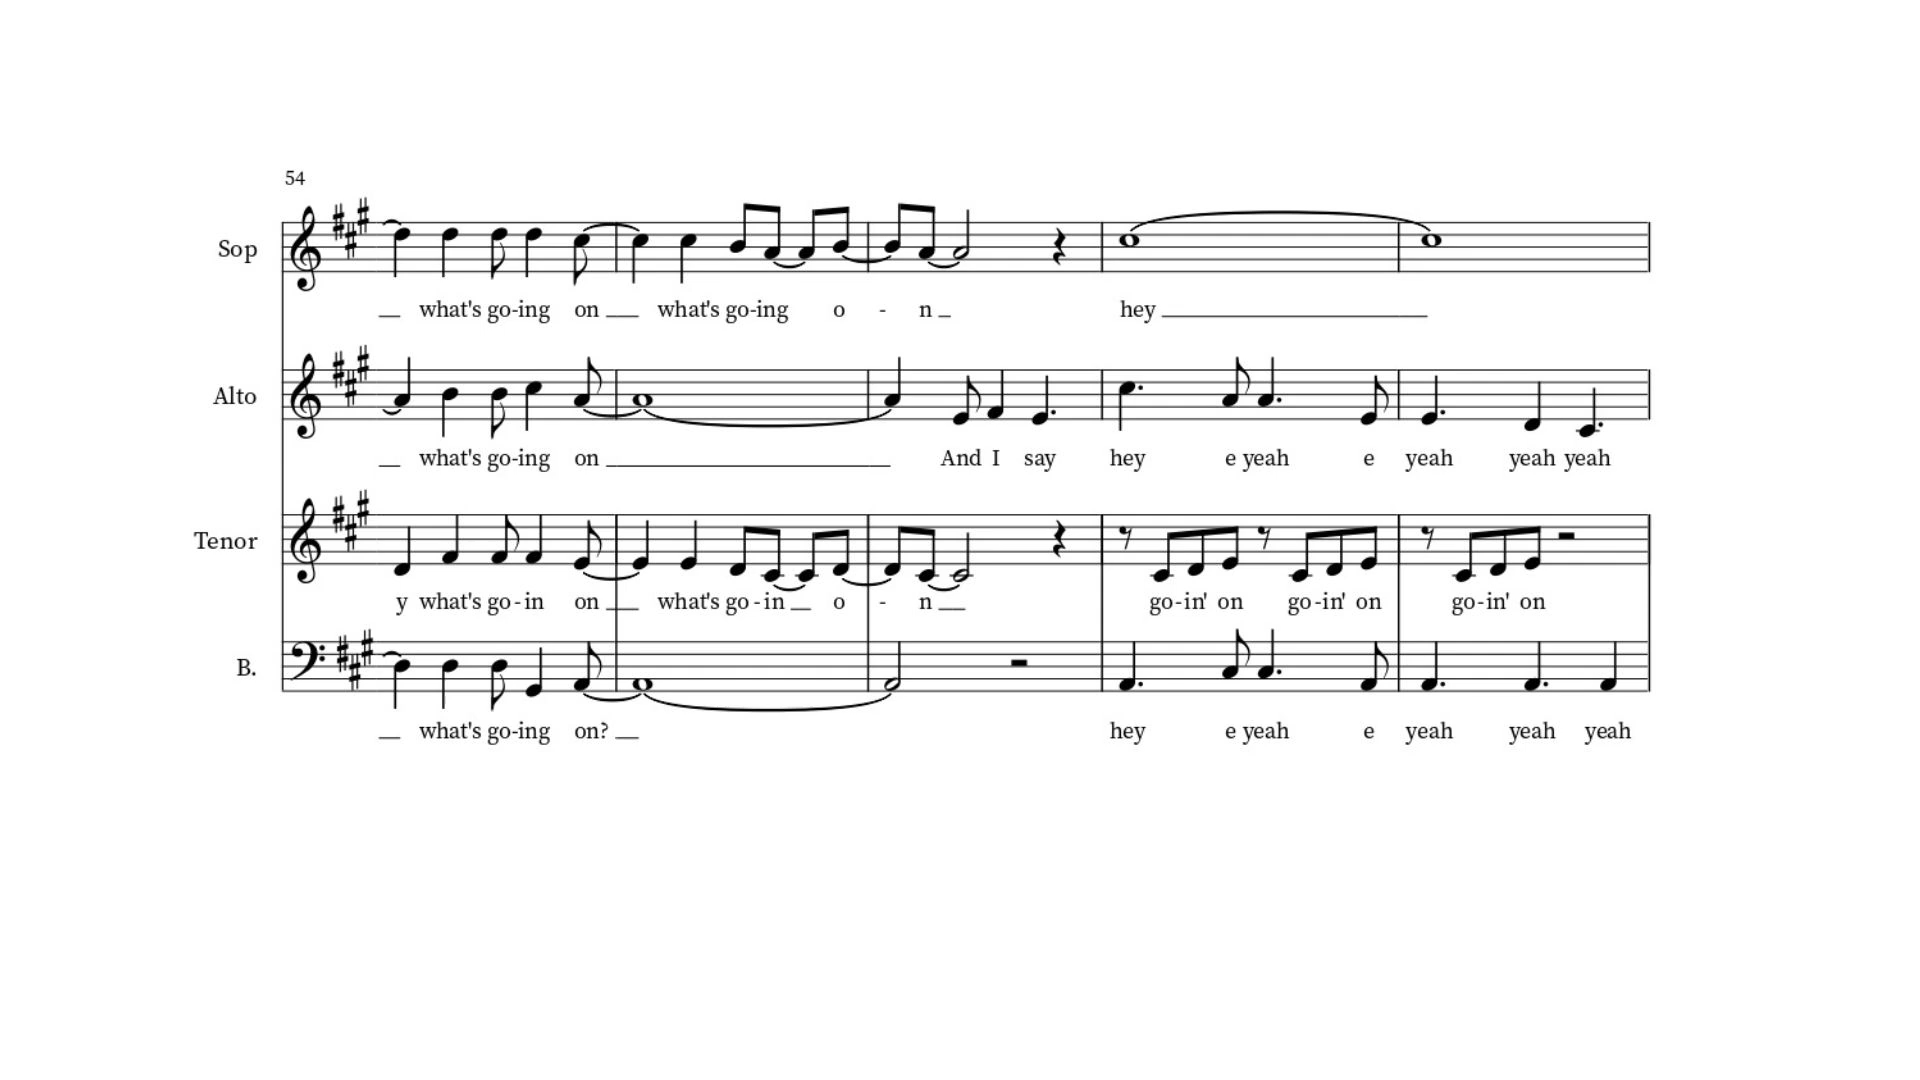 54
Sop
what's go-ing on what's go-ing o - n hey
Alto
what's go-ing on And I say hey e yeah e yeah yeah yeah
Tenor
y what's go-in on what's go-in o - n go-in' on go-in' on go-in' on
B.
what's go-ing on? hey e yeah e yeah yeah yeah